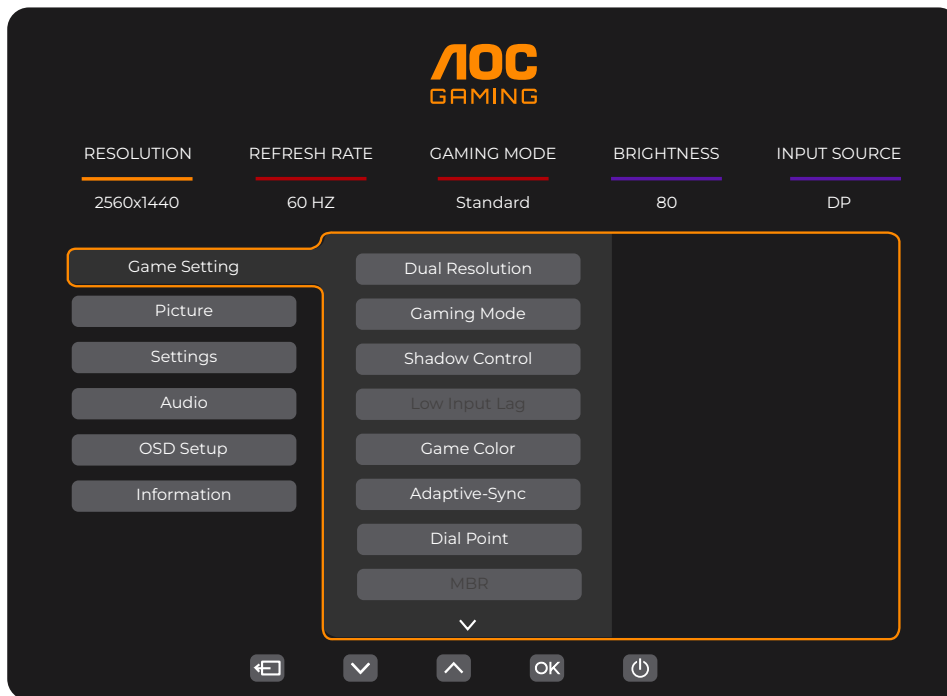 AOC
GAMING
RESOLUTION REFRESH RATE GAMING MODE BRIGHTNESS INPUT SOURCE
2560x1440 60 HZ Standard 80 DP
Game Setting Dual Resolution
Picture Gaming Mode
Settings Shadow Control
Audio Low Input Lag
OSD Setup Game Color
Information Adaptive-Sync
Dial Point
MBR
OK